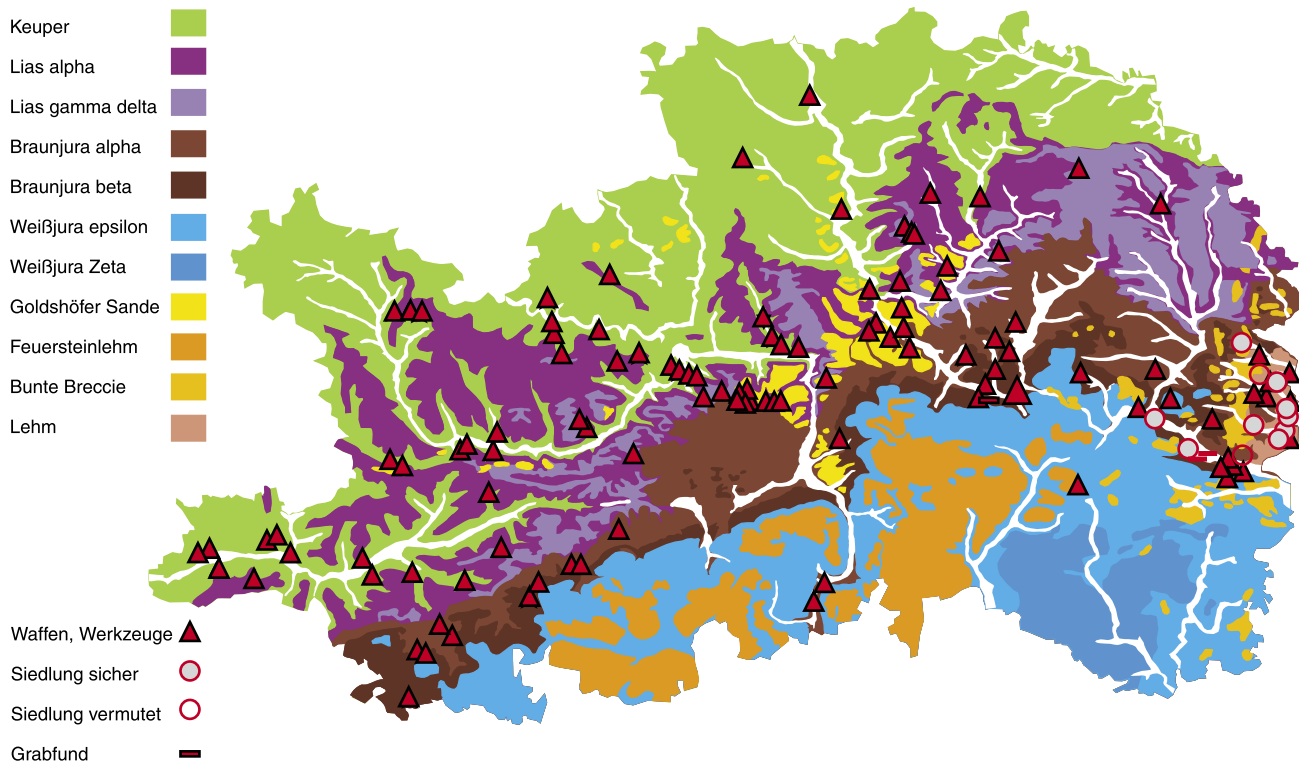 Keuper
Lias alpha
Lias gamma delta
Braunjura alpha
Braunjura beta
Weißjura epsilon
Weißjura Zeta
Goldshöfer Sande
Feuersteinlehm
Bunte Breccie
Lehm
Waffen, Werkzeuge
Siedlung sicher
Siedlung vermutet
Grabfund